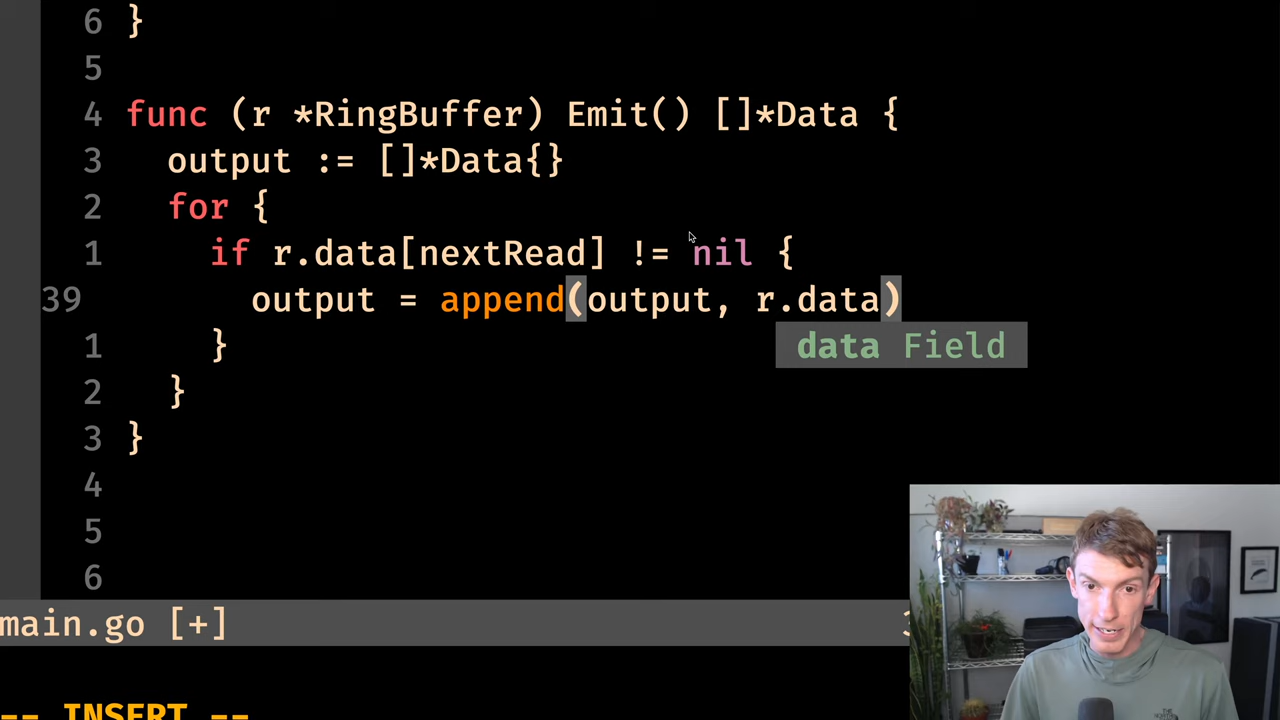 6 }
5
4 func (r *RingBuffer) Emit() []*Data {
3 output := []*Data{}
2 for {
1 if r.data[nextRead] != nil {
39 output = append(output, r.data)
1 }
data Field
2 }
3 }
4
5
6
main.go [+]
-- INSERT --